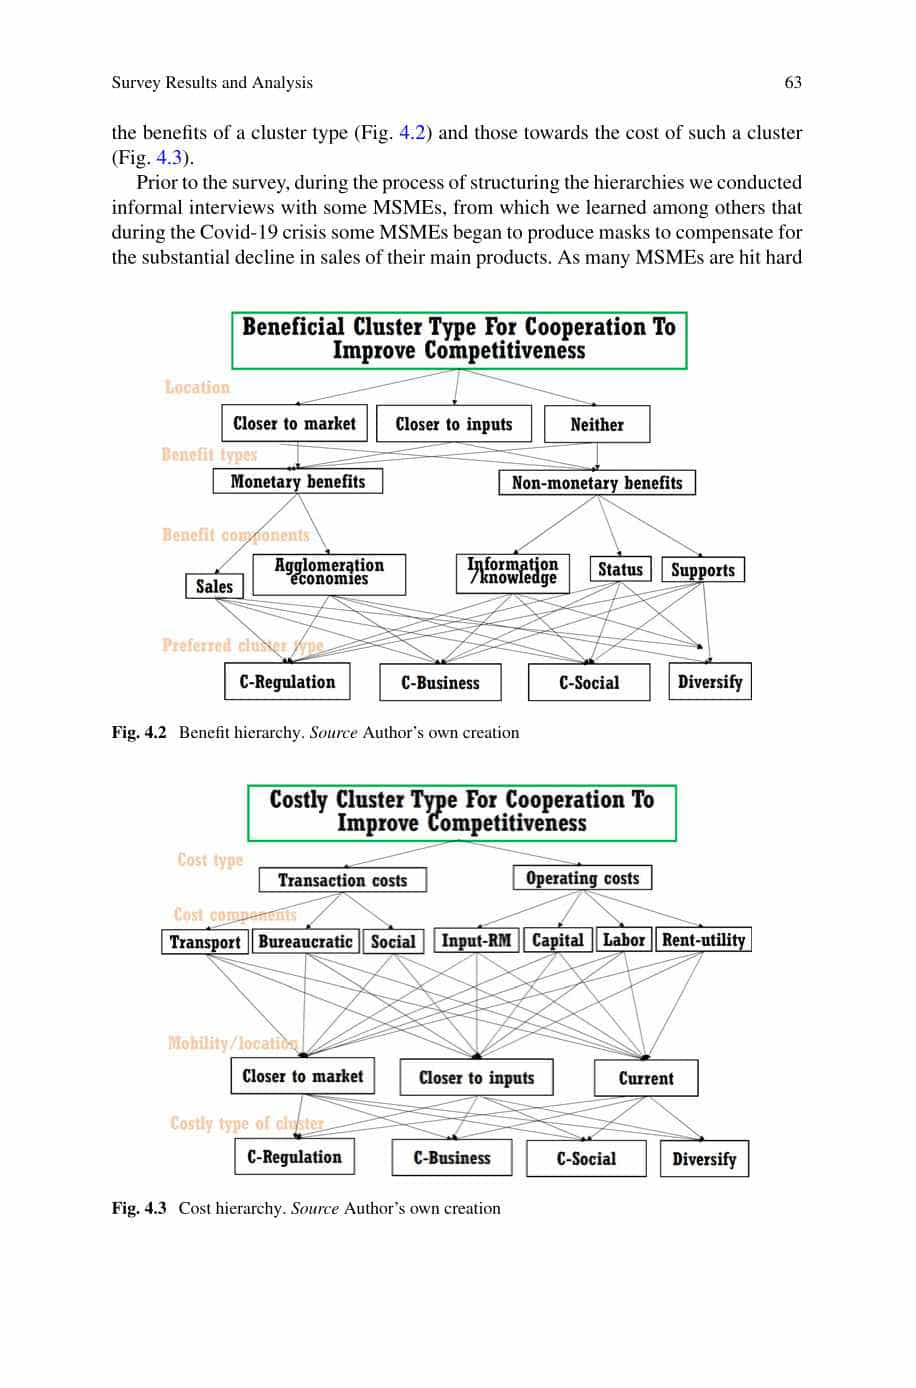 Survey Results and Analysis 63
the benefits of a cluster type (Fig. 4.2) and those towards the cost of such a cluster
(Fig. 4.3).
Prior to the survey, during the process of structuring the hierarchies we conducted
informal interviews with some MSMEs, from which we learned among others that
during the Covid-19 crisis some MSMEs began to produce masks to compensate for
the substantial decline in sales of their main products. As many MSMEs are hit hard
Beneficial Cluster Type For Cooperation To
Improve Competitiveness
Location
Closer to market Closer to inputs Neither
Benefit types
Monetary benefits Non-monetary benefits
Benefit components
Sales Agglomeration
economies
Information
/knowledge
Status Supports
Preferred cluster type
C-Regulation C-Business C-Social Diversify
Fig. 4.2 Benefit hierarchy. Source Author's own creation
Costly Cluster Type For Cooperation To
Improve Competitiveness
Cost type
Transaction costs Operating costs
Cost components
Transport Bureaucratic Social Input-RM Capital Labor Rent-utility
Mobility/location
Closer to market Closer to inputs Current
Costly type of cluster
C-Regulation C-Business C-Social Diversify
Fig. 4.3 Cost hierarchy. Source Author's own creation